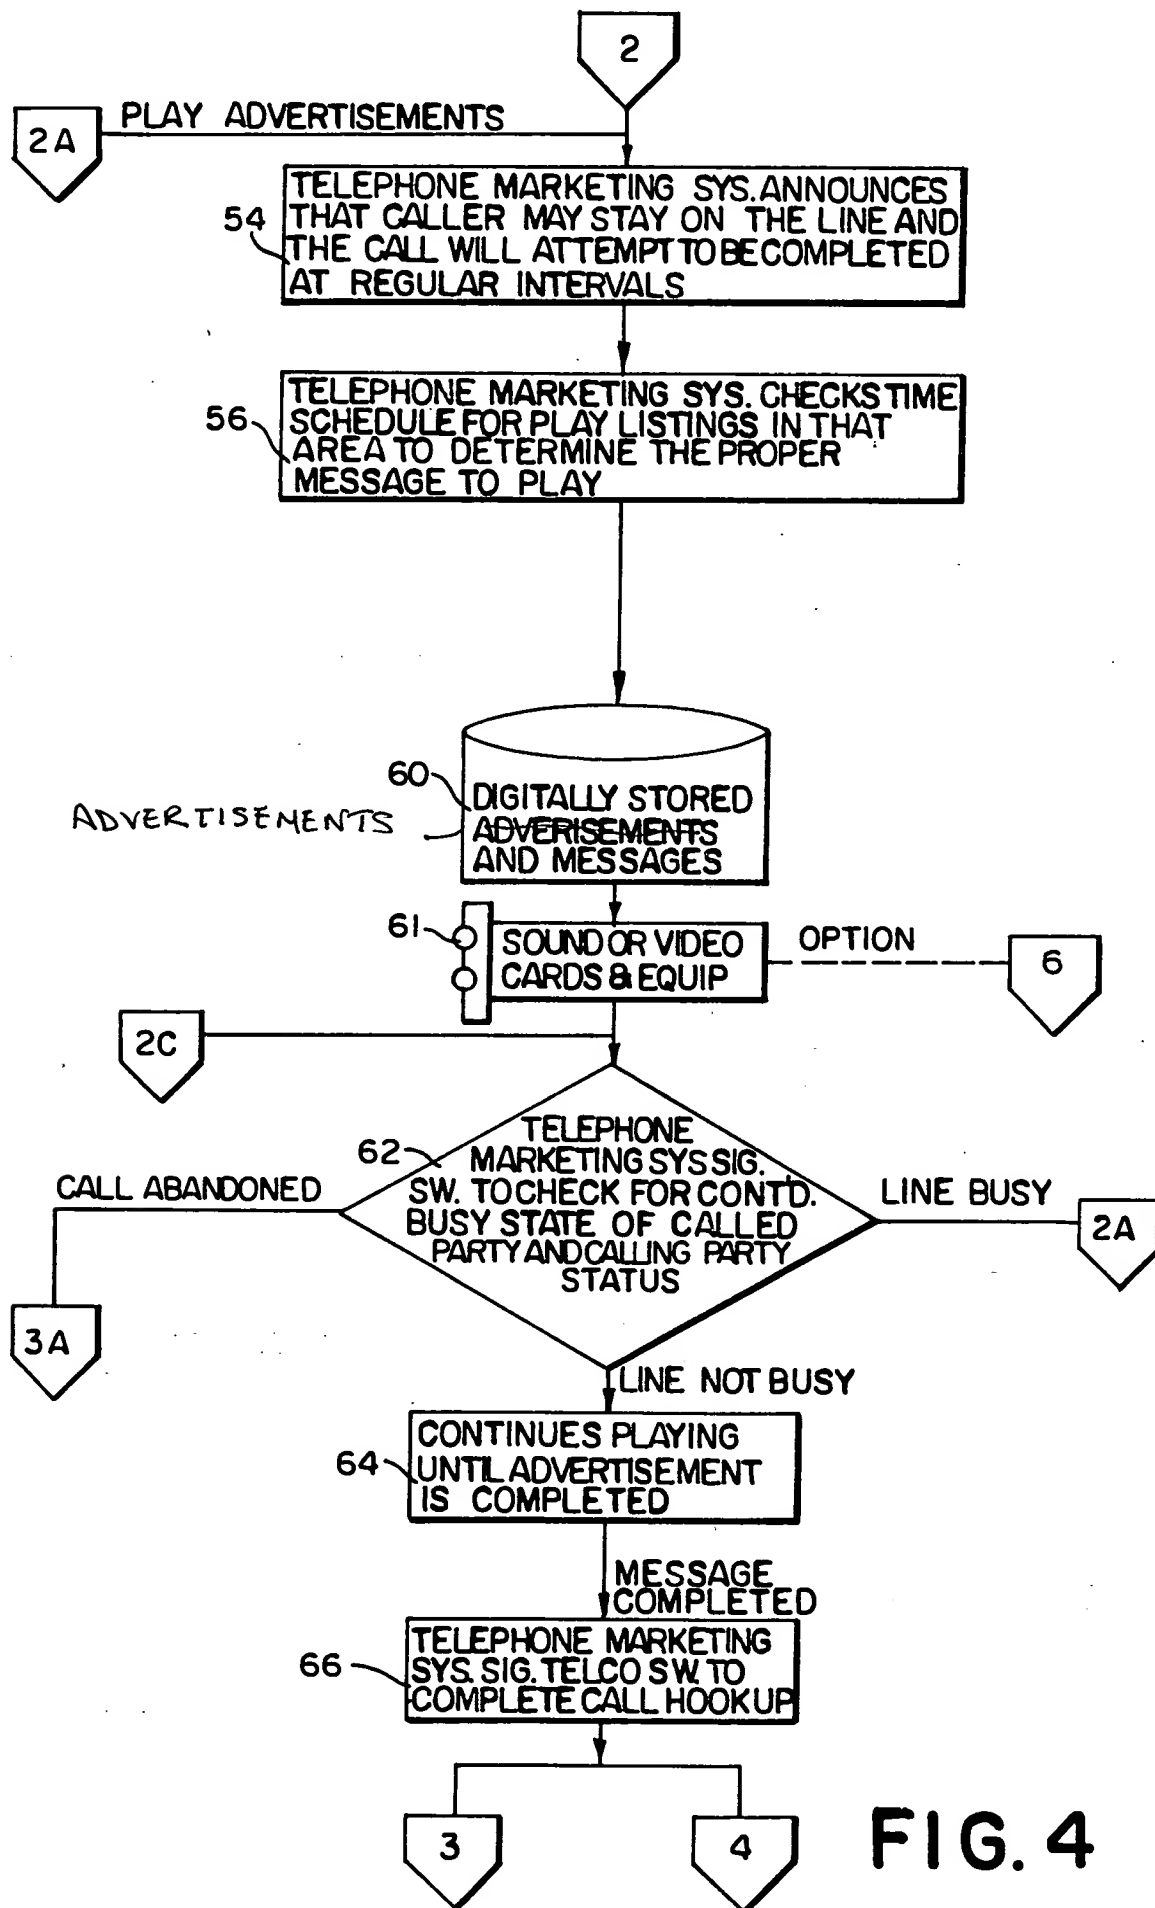 2
PLAY ADVERTISEMENTS
2A
TELEPHONE MARKETING SYS. ANNOUNCES
THAT CALLER MAY STAY ON THE LINE AND
THE CALL WILL ATTEMPT TO BE COMPLETED
AT REGULAR INTERVALS
54
TELEPHONE MARKETING SYS. CHECKS TIME
SCHEDULE FOR PLAY LISTINGS IN THAT
AREA TO DETERMINE THE PROPER
MESSAGE TO PLAY
56
60
DIGITALLY STORED
ADVERISEMENTS
AND MESSAGES
ADVERTISEMENTS
61
SOUND OR VIDEO
CARDS & EQUIP
OPTION
6
2C
62
TELEPHONE
MARKETING SYS SIG.
SW. TO CHECK FOR CONT'D.
BUSY STATE OF CALLED
PARTY AND CALLING PARTY
STATUS
CALL ABANDONED
3A
LINE BUSY
2A
LINE NOT BUSY
64
CONTINUES PLAYING
UNTIL ADVERTISEMENT
IS COMPLETED
MESSAGE
COMPLETED
66
TELEPHONE MARKETING
SYS. SIG. TELCO SW. TO
COMPLETE CALL HOOKUP
3
4
FIG. 4